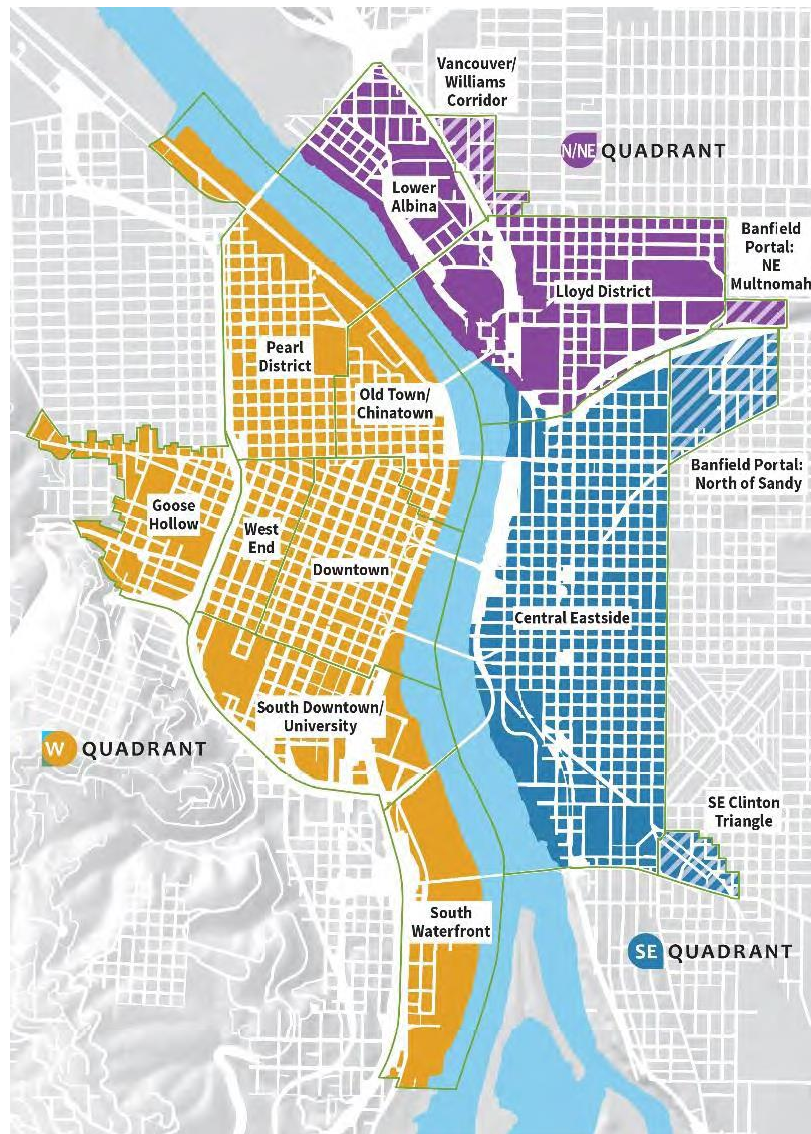 Vancouver/
Williams
Corridor
N/NE QUADRANT
Lower
Albina
Banfield
Portal:
NE
Multnomah
Lloyd District
Pearl
District
Old Town/
Chinatown
Banfield Portal:
North of Sandy
Goose
Hollow
West
End
Downtown
Central Eastside
South Downtown/
University
W QUADRANT
SE Clinton
Triangle
South
Waterfront
SE QUADRANT